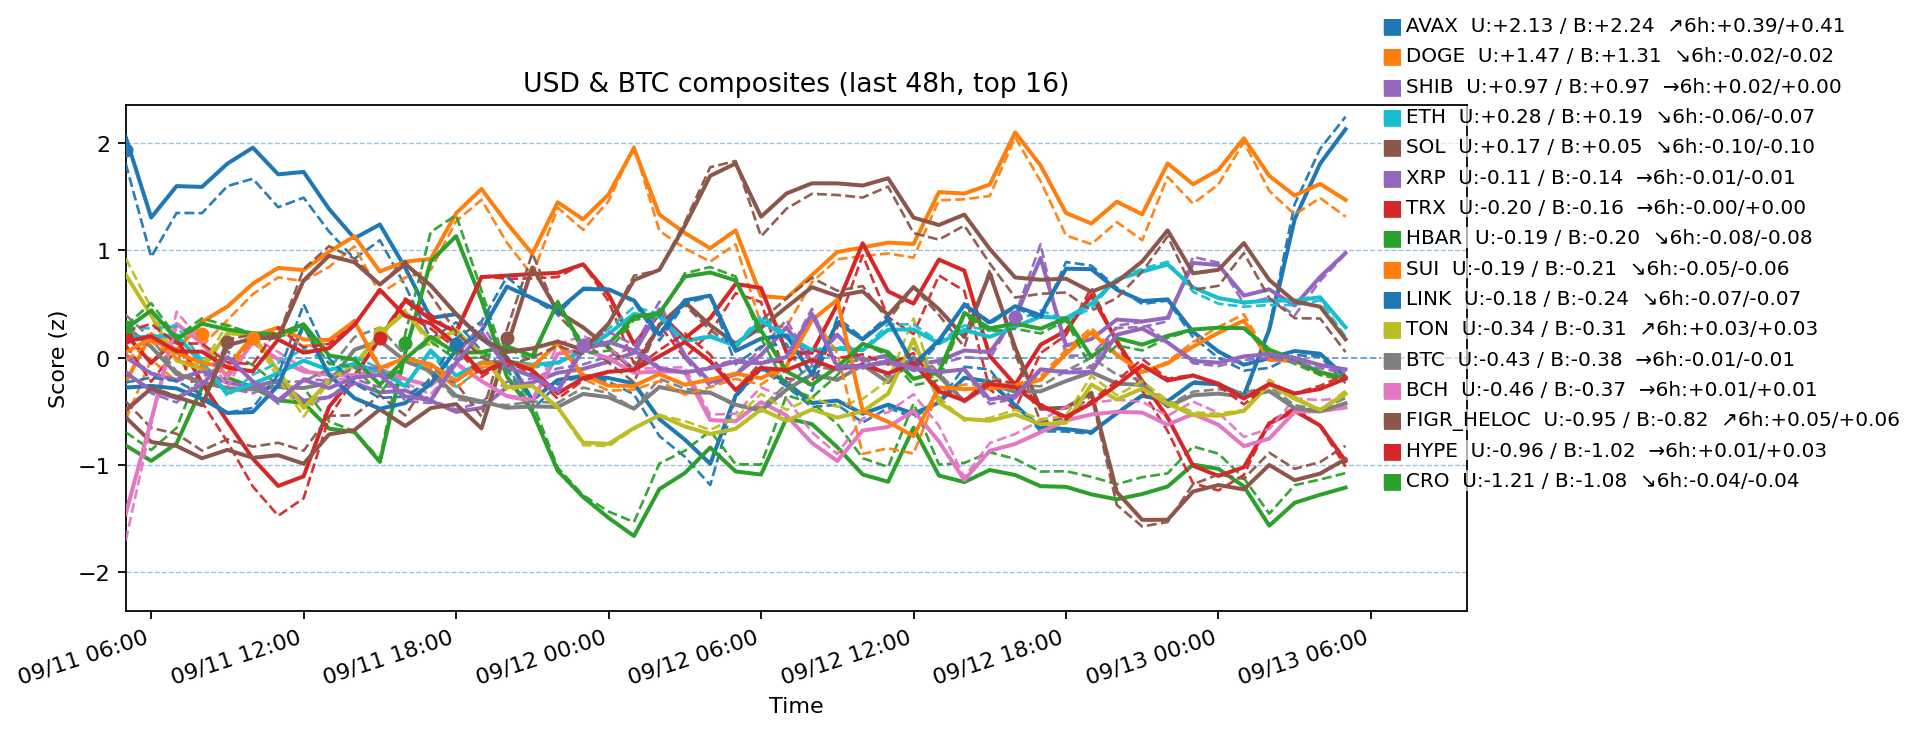 USD & BTC composites (last 48h, top 16)
AVAX  U:+2.13 / B:+2.24  ↗6h:+0.39/+0.41
DOGE  U:+1.47 / B:+1.31  ↘6h:-0.02/-0.02
SHIB  U:+0.97 / B:+0.97  →6h:+0.02/+0.00
ETH  U:+0.28 / B:+0.19  ↘6h:-0.06/-0.07
SOL  U:+0.17 / B:+0.05  ↘6h:-0.10/-0.10
XRP  U:-0.11 / B:-0.14  →6h:-0.01/-0.01
TRX  U:-0.20 / B:-0.16  →6h:-0.00/+0.00
HBAR  U:-0.19 / B:-0.20  ↘6h:-0.08/-0.08
SUI  U:-0.19 / B:-0.21  ↘6h:-0.05/-0.06
LINK  U:-0.18 / B:-0.24  ↘6h:-0.07/-0.07
TON  U:-0.34 / B:-0.31  ↗6h:+0.03/+0.03
BTC  U:-0.43 / B:-0.38  →6h:-0.01/-0.01
BCH  U:-0.46 / B:-0.37  →6h:+0.01/+0.01
FIGR_HELOC  U:-0.95 / B:-0.82  ↗6h:+0.05/+0.06
HYPE  U:-0.96 / B:-1.02  →6h:+0.01/+0.03
CRO  U:-1.21 / B:-1.08  ↘6h:-0.04/-0.04
Score (z)
2
1
0
−1
−2
09/11 06:00
09/11 12:00
09/11 18:00
09/12 00:00
09/12 06:00
09/12 12:00
09/12 18:00
09/13 00:00
09/13 06:00
Time